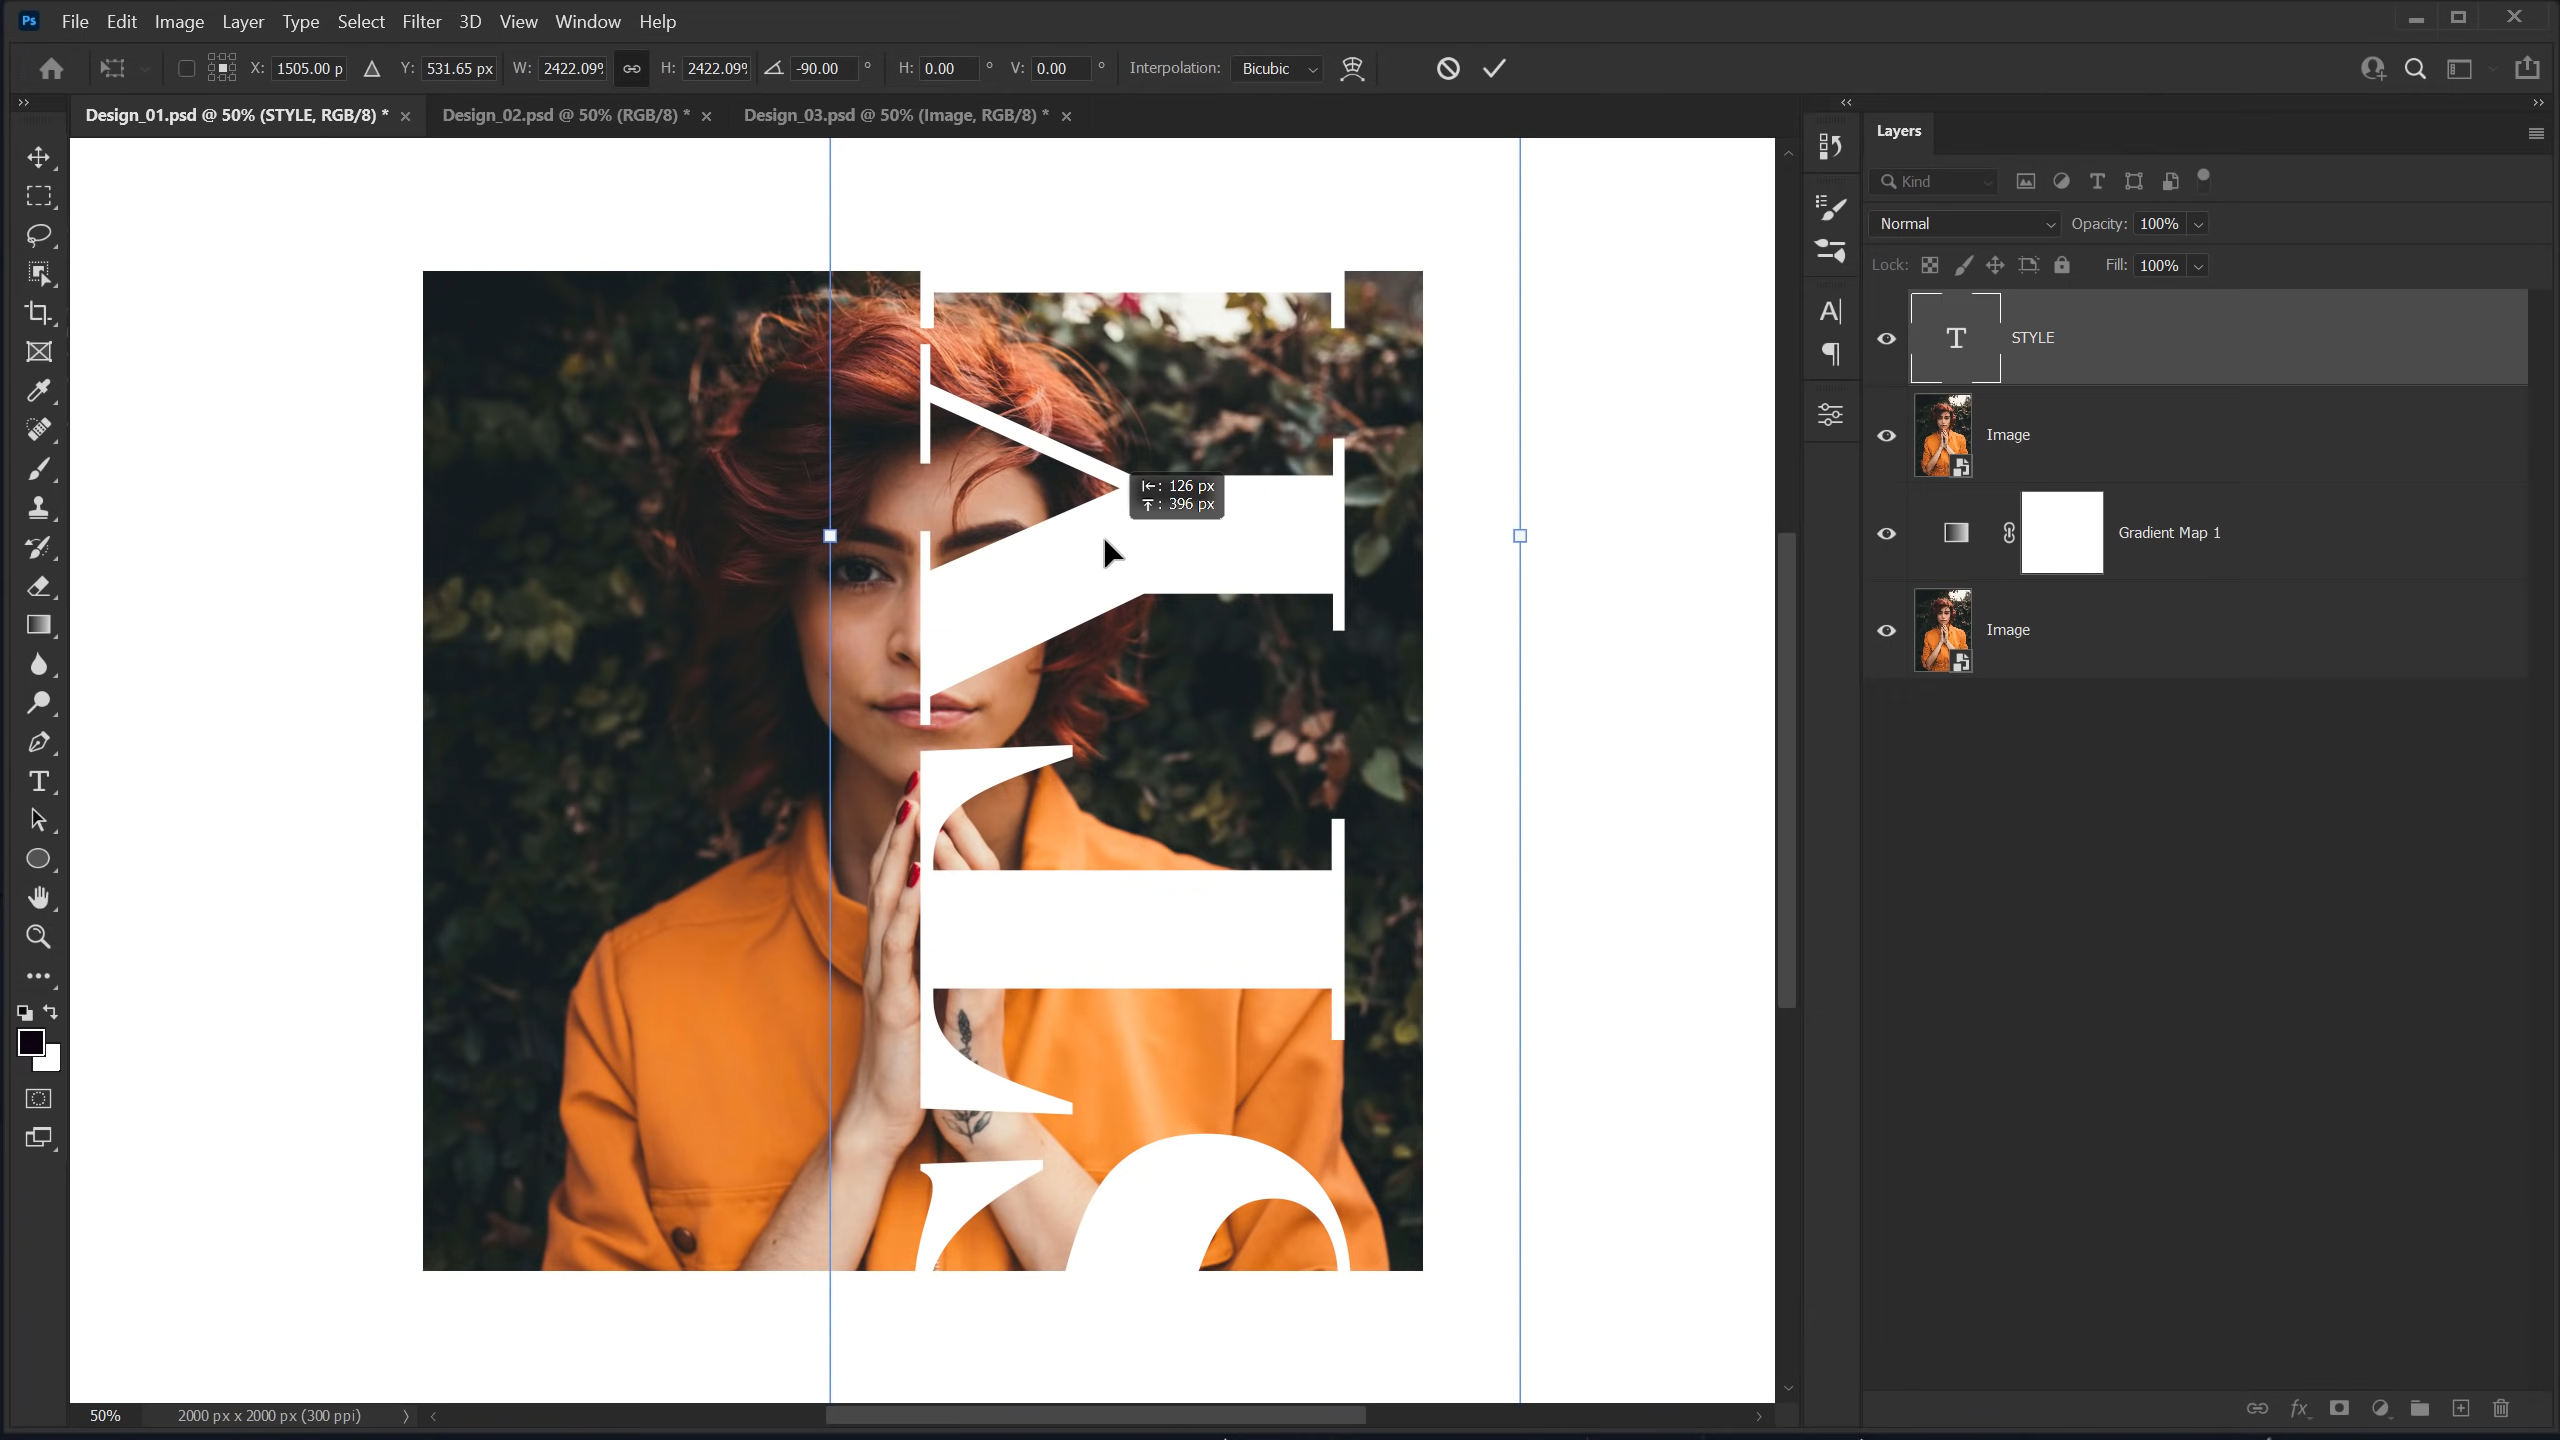 Ps File Edit Image Layer Type Select Filter 3D View Window Help
X: 1505.00 p Y: 531.65 px W: 2422.09% H: 2422.09% -90.00 ° H: 0.00 ° V: 0.00 ° Interpolation: Bicubic
Design_01.psd @ 50% (STYLE, RGB/8) * × Design_02.psd @ 50% (RGB/8) * × Design_03.psd @ 50% (Image, RGB/8) * ×
Layers
Kind
Normal Opacity: 100%
Lock: Fill: 100%
STYLE
Image
Gradient Map 1
Image
: 126 px
: 396 px
STYL
50% 2000 px x 2000 px (300 ppi)